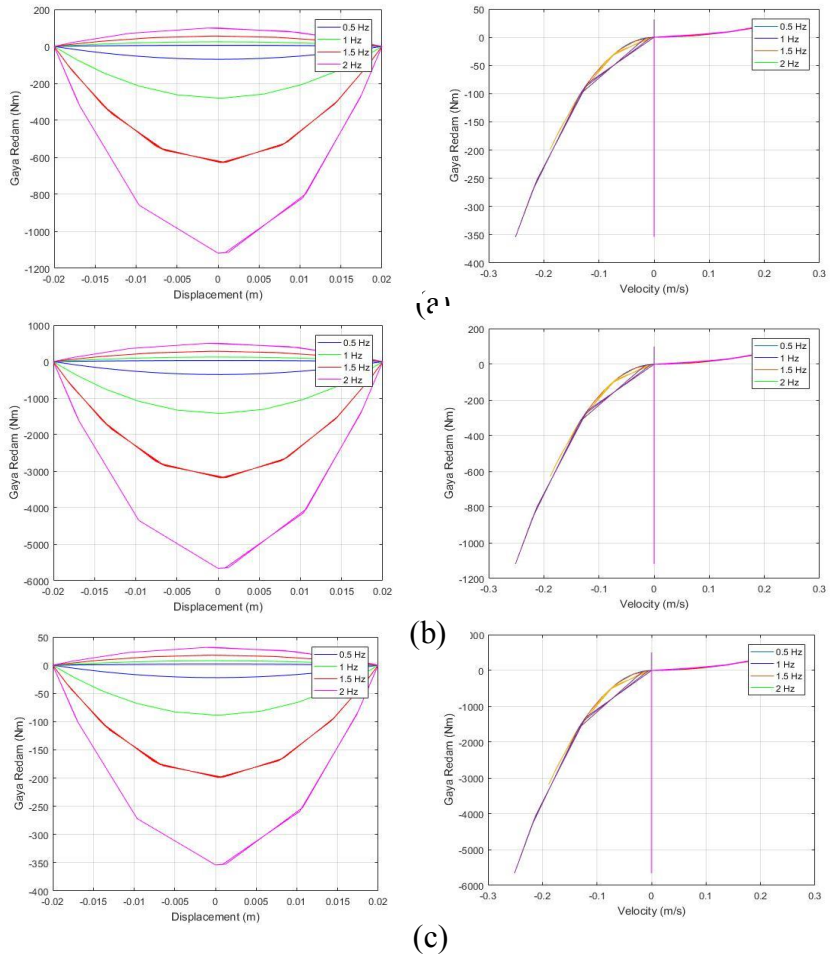 200
0
-200
-400
-600
-800
-1000
-1200
Gaya Redam (Nm)
0.5 Hz
1 Hz
1.5 Hz
2 Hz
-0.02 -0.015 -0.01 -0.005 0 0.005 0.01 0.015 0.02
Displacement (m)
50
0
-50
-100
-150
-200
-250
-300
-350
-400
Gaya Redam (Nm)
0.5 Hz
1 Hz
1.5 Hz
2 Hz
-0.3 -0.2 -0.1 0 0.1 0.2 0.3
Velocity (m/s)
(a)
1000
0
-1000
-2000
-3000
-4000
-5000
-6000
Gaya Redam (Nm)
0.5 Hz
1 Hz
1.5 Hz
2 Hz
-0.02 -0.015 -0.01 -0.005 0 0.005 0.01 0.015 0.02
Displacement (m)
200
0
-200
-400
-600
-800
-1000
-1200
Gaya Redam (Nm)
0.5 Hz
1 Hz
1.5 Hz
2 Hz
-0.3 -0.2 -0.1 0 0.1 0.2 0.3
Velocity (m/s)
(b)
50
0
-50
-100
-150
-200
-250
-300
-350
-400
Gaya Redam (Nm)
0.5 Hz
1 Hz
1.5 Hz
2 Hz
-0.02 -0.015 -0.01 -0.005 0 0.005 0.01 0.015 0.02
Displacement (m)
0
-1000
-2000
-3000
-4000
-5000
-6000
Gaya Redam (Nm)
0.5 Hz
1 Hz
1.5 Hz
2 Hz
-0.3 -0.2 -0.1 0 0.1 0.2 0.3
Velocity (m/s)
(c)